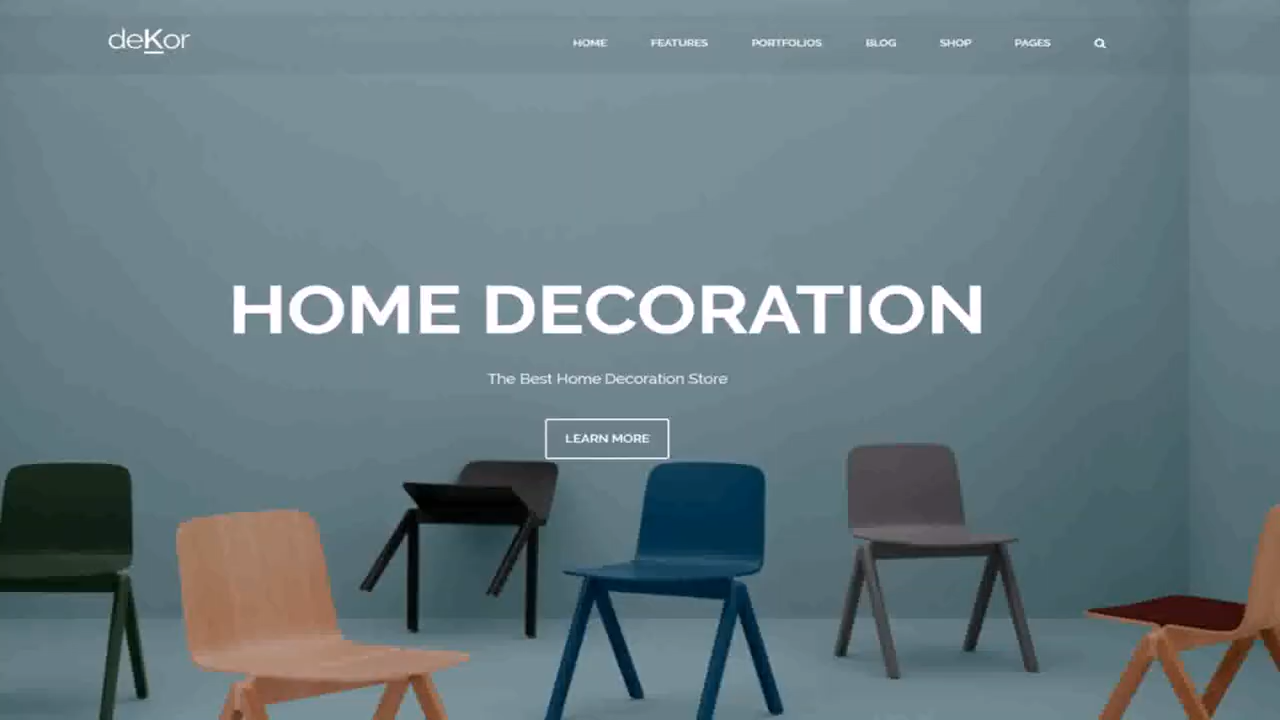 deKor
HOME FEATURES PORTFOLIOS BLOG SHOP PAGES
HOME DECORATION
The Best Home Decoration Store
LEARN MORE